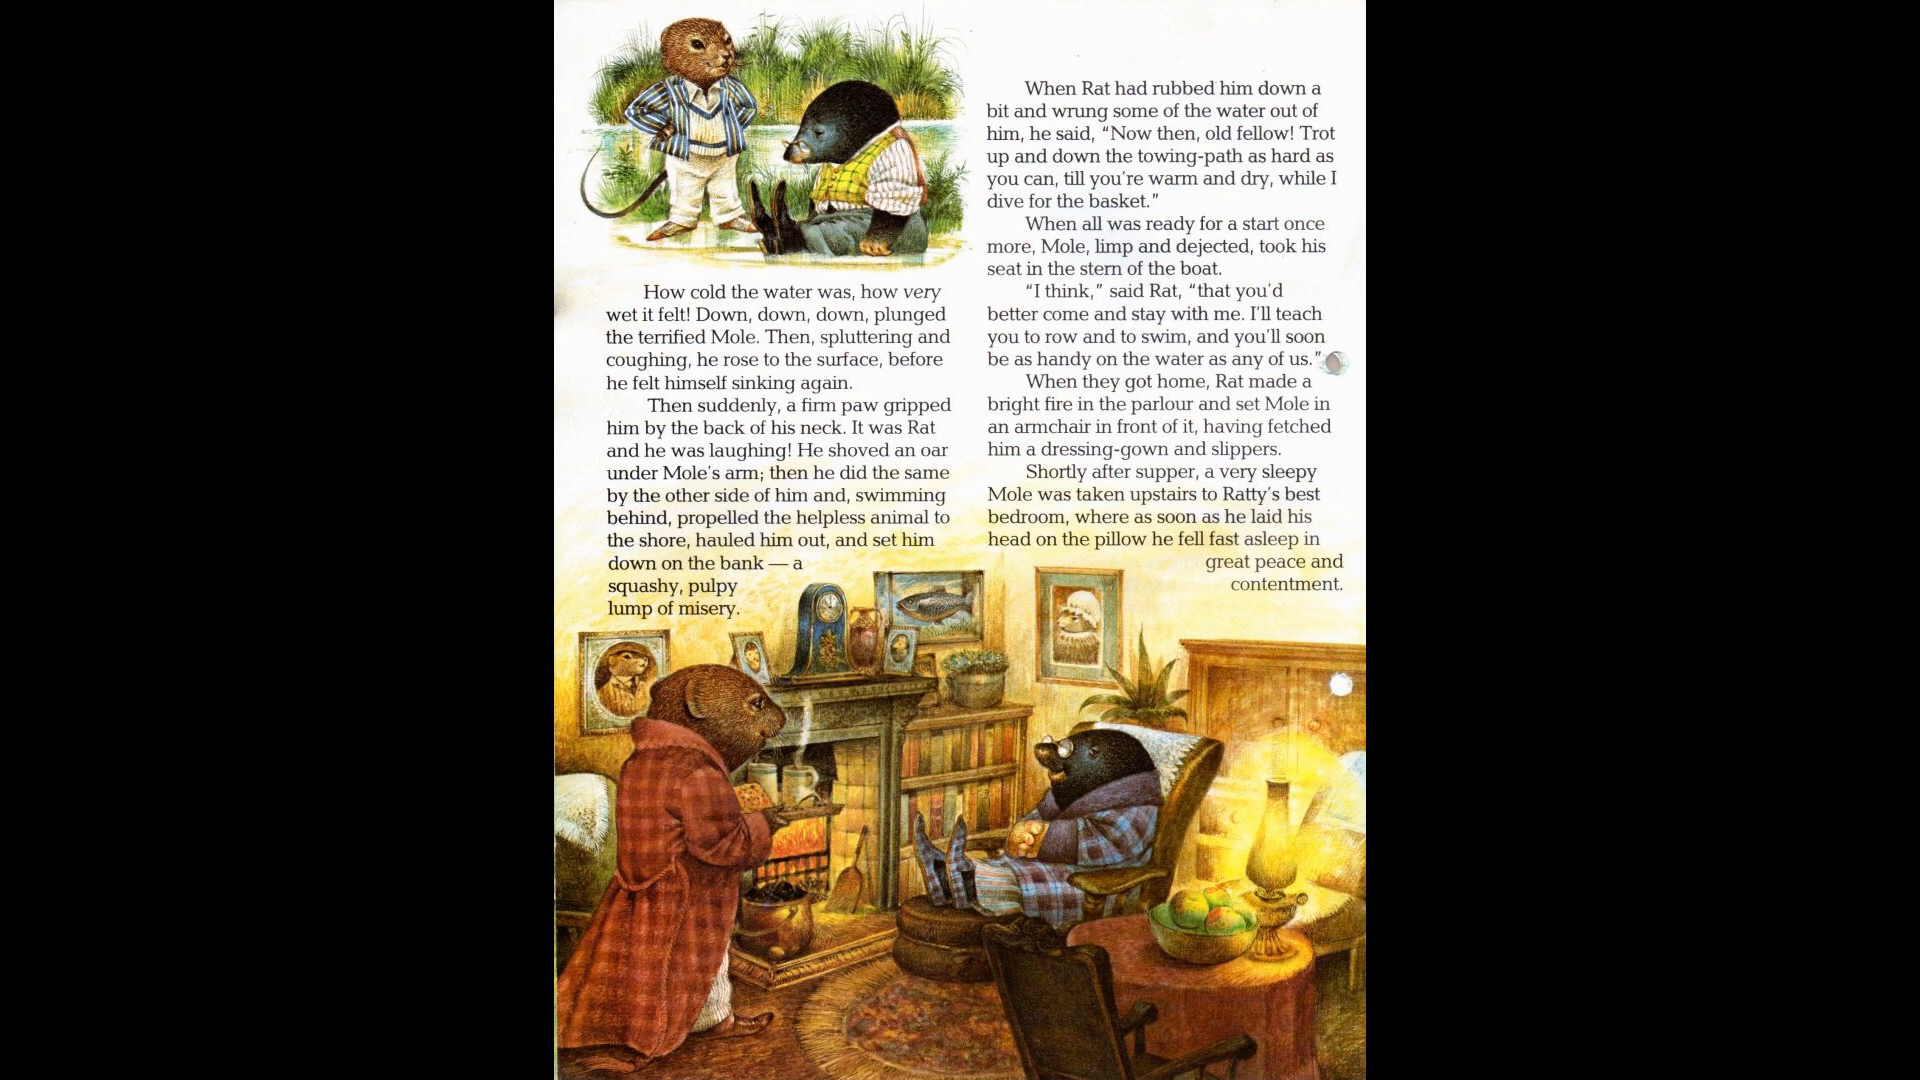 How cold the water was, how very
wet it felt! Down, down, down, plunged
the terrified Mole. Then, spluttering and
coughing, he rose to the surface, before
he felt himself sinking again.
Then suddenly, a firm paw gripped
him by the back of his neck. It was Rat
and he was laughing! He shoved an oar
under Mole's arm; then he did the same
by the other side of him and, swimming
behind, propelled the helpless animal to
the shore, hauled him out, and set him
down on the bank — a
squashy, pulpy
lump of misery.
When Rat had rubbed him down a
bit and wrung some of the water out of
him, he said, “Now then, old fellow! Trot
up and down the towing-path as hard as
you can, till you're warm and dry, while I
dive for the basket.”
When all was ready for a start once
more, Mole, limp and dejected, took his
seat in the stern of the boat.
“I think,” said Rat, “that you'd
better come and stay with me. I'll teach
you to row and to swim, and you'll soon
be as handy on the water as any of us.”
When they got home, Rat made a
bright fire in the parlour and set Mole in
an armchair in front of it, having fetched
him a dressing-gown and slippers.
Shortly after supper, a very sleepy
Mole was taken upstairs to Ratty's best
bedroom, where as soon as he laid his
head on the pillow he fell fast asleep in
great peace and
contentment.